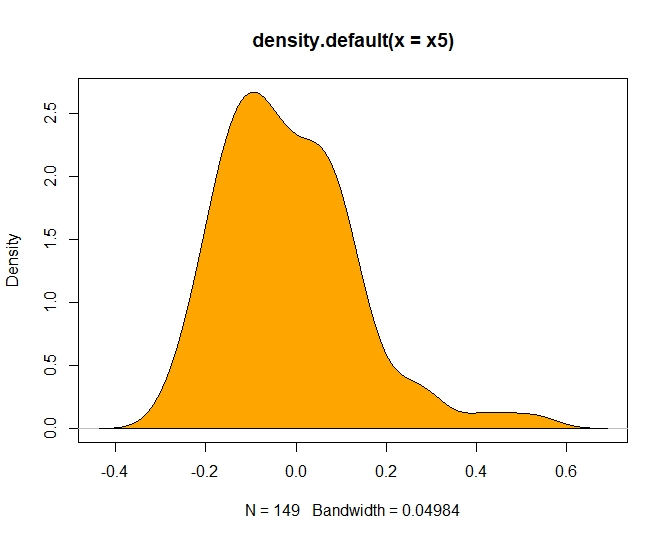 density.default(x = x5)
Density
2.5
2.0
1.5
1.0
0.5
0.0
-0.4 -0.2 0.0 0.2 0.4 0.6
N = 149 Bandwidth = 0.04984